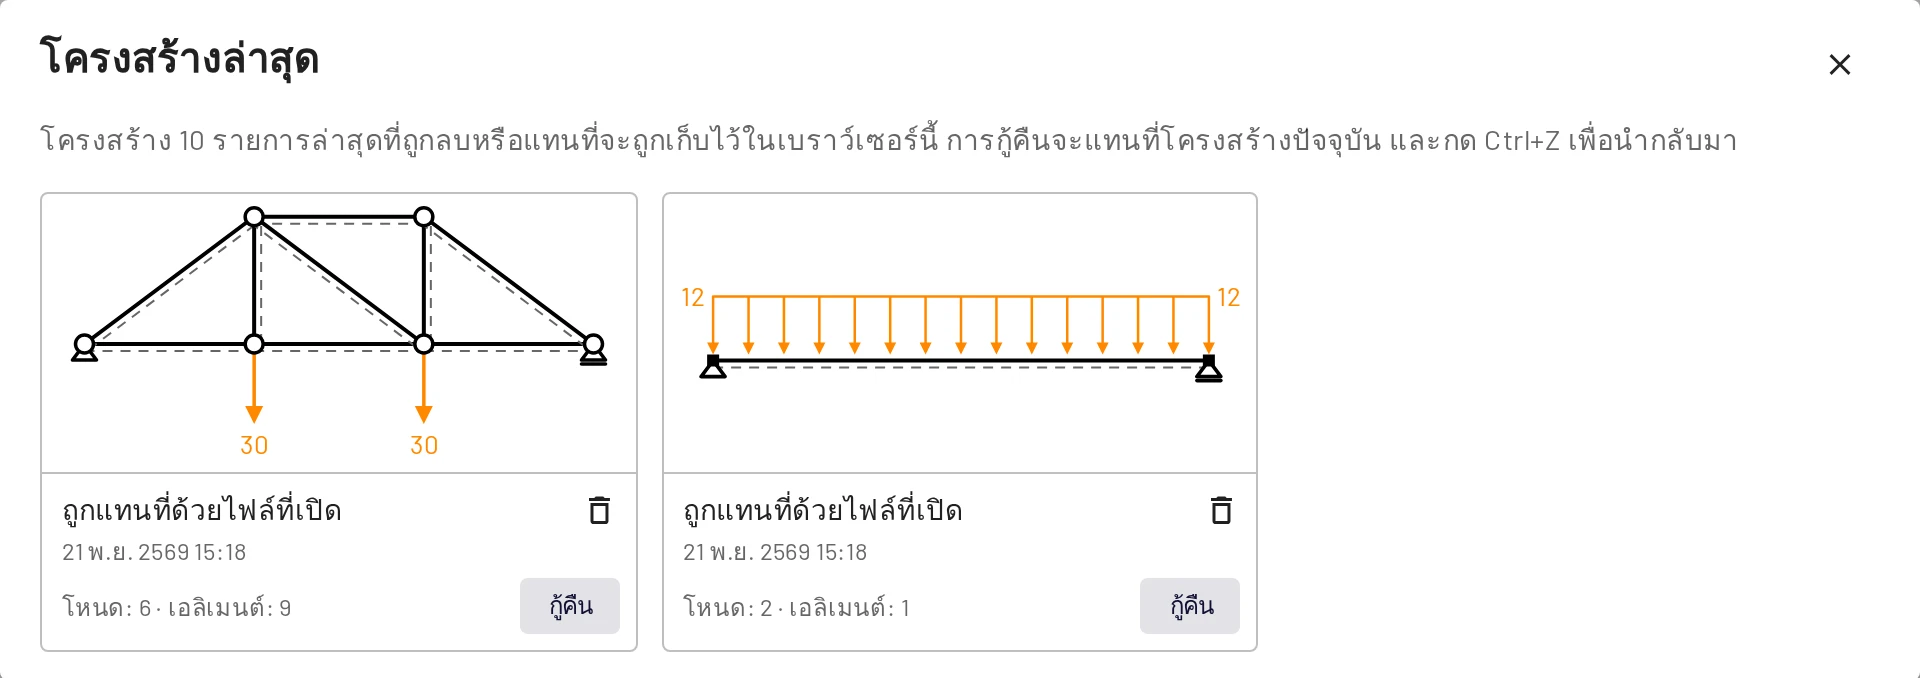 โครงสร้างล่าสุด
โครงสร้าง 10 รายการล่าสุดที่ถูกลบหรือแทนที่จะถูกเก็บไว้ในเบราว์เซอร์นี้ การกู้คืนจะแทนที่โครงสร้างปัจจุบัน และกด Ctrl+Z เพื่อนำกลับมา
30 30
ถูกแทนที่ด้วยไฟล์ที่เปิด
21 พ.ย. 2569 15:18
โหนด: 6 · เอลิเมนต์: 9
กู้คืน
12 12
ถูกแทนที่ด้วยไฟล์ที่เปิด
21 พ.ย. 2569 15:18
โหนด: 2 · เอลิเมนต์: 1
กู้คืน